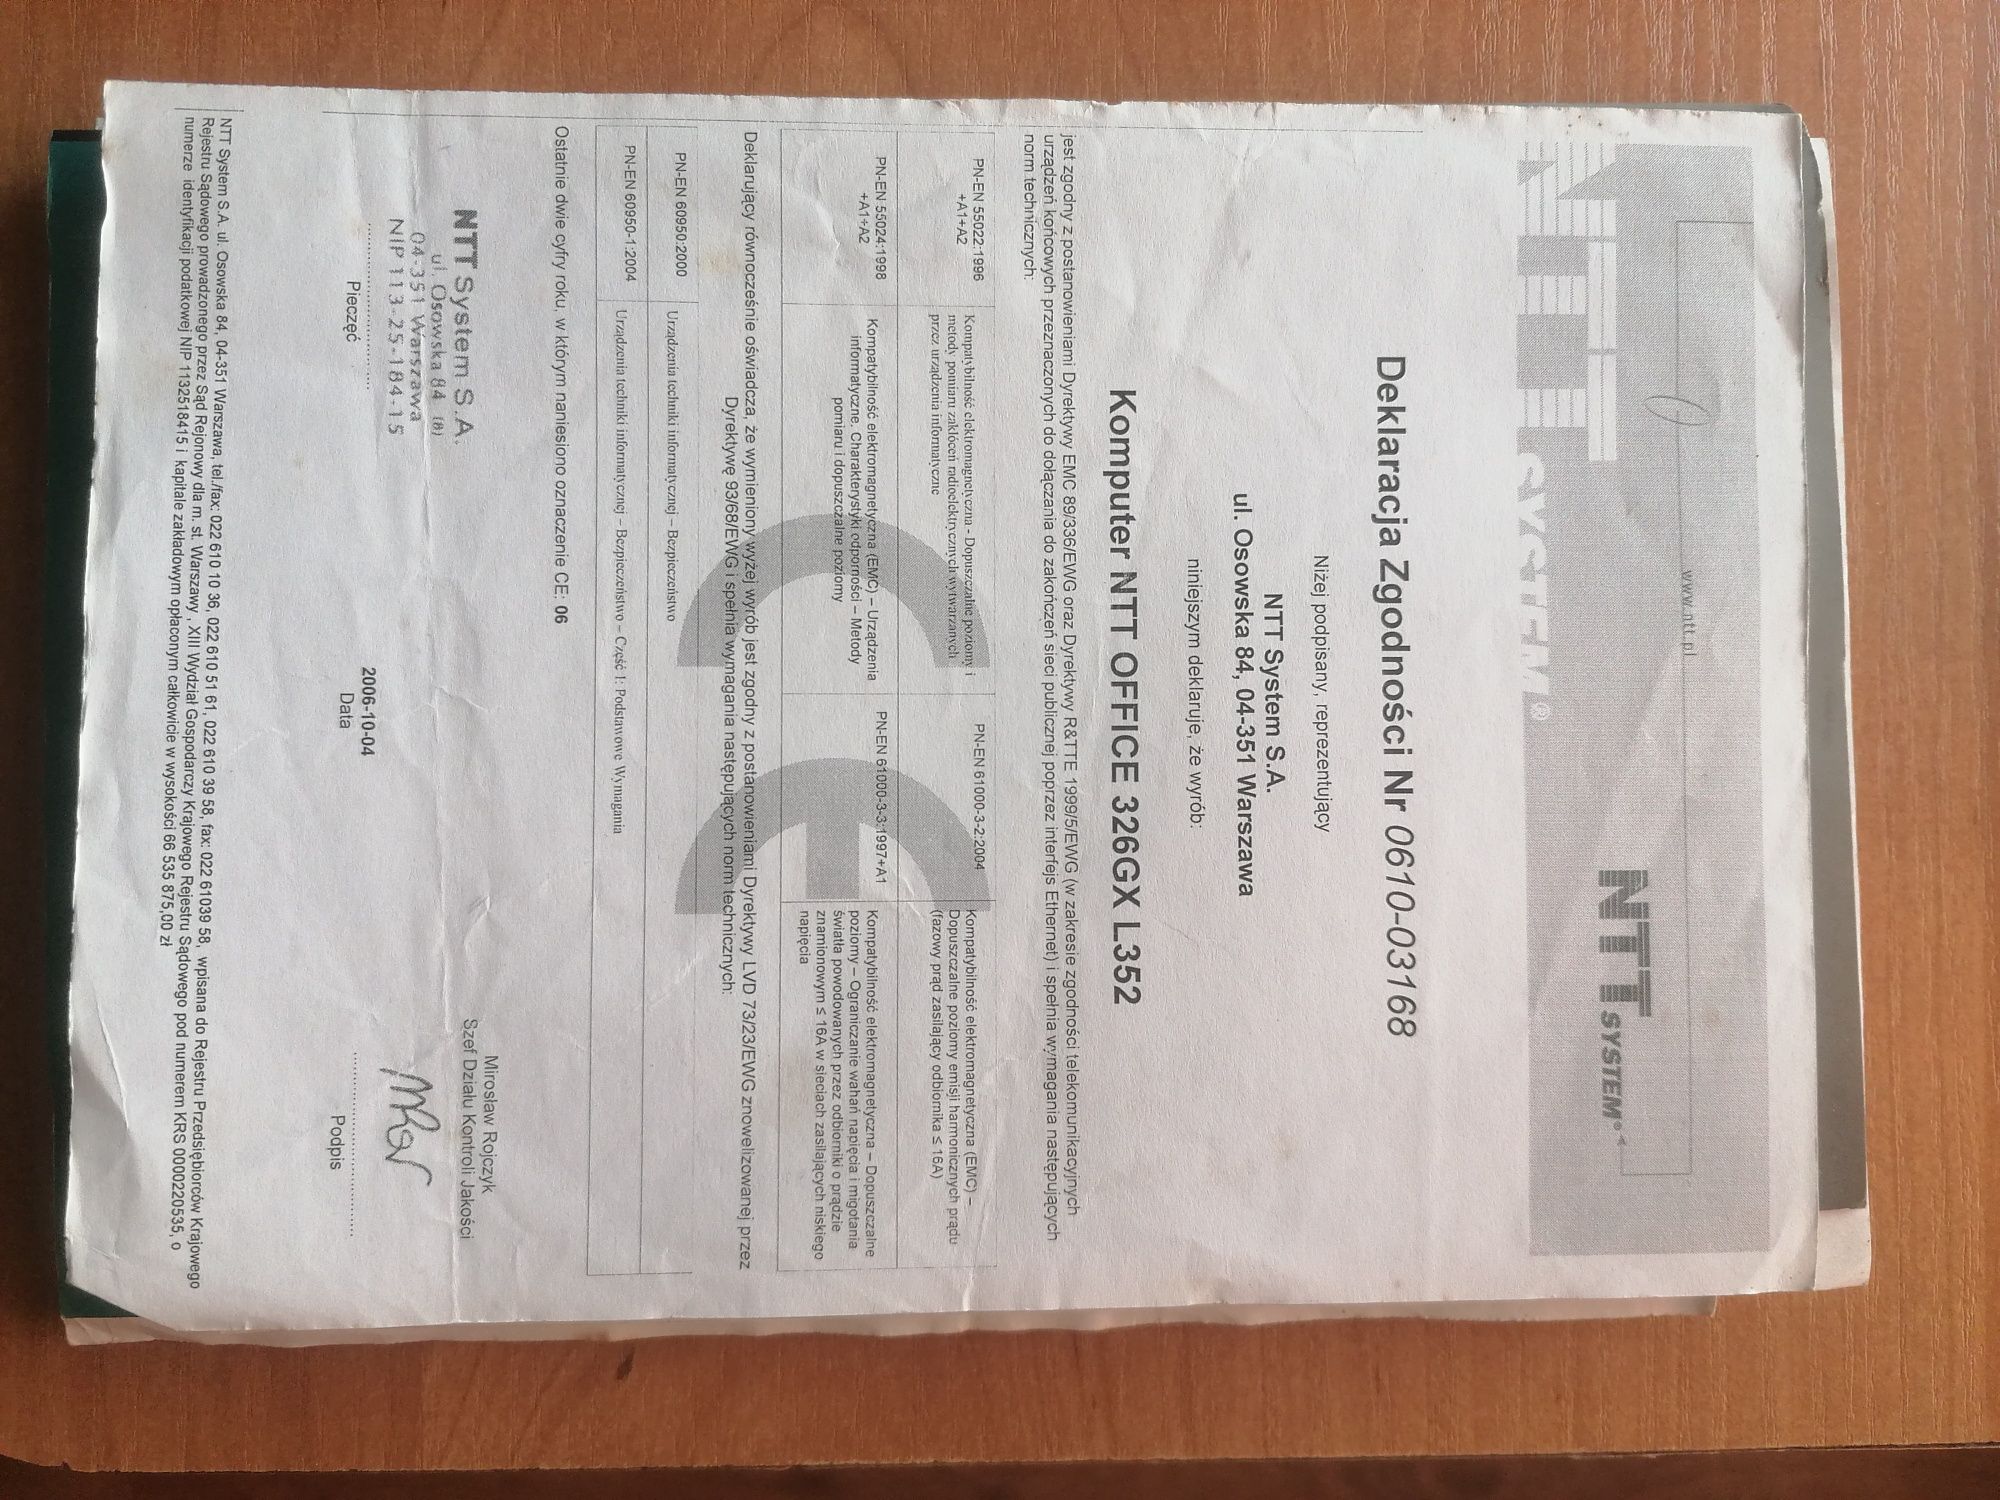 www.ntt.pl
NTT SYSTEM®
NTT SYSTEM®
Deklaracja Zgodności Nr 0610-03168
Niżej podpisany, reprezentujący
NTT System S.A.
ul. Osowska 84, 04-351 Warszawa
niniejszym deklaruje, że wyrób:
Komputer NTT OFFICE 326GX L352
jest zgodny z postanowieniami Dyrektywy EMC 89/336/EWG oraz Dyrektywy R&TTE 1999/5/EWG (w zakresie zgodności telekomunikacyjnych
urządzeń końcowych przeznaczonych do dołączania do zakończeń sieci publicznej poprzez interfejs Ethernet) i spełnia wymagania następujących
norm technicznych:
PN-EN 55022:1996
+A1+A2
Kompatybilność elektromagnetyczna - Dopuszczalne poziomy i
metody pomiaru zakłóceń radioelektrycznych wytwarzanych
przez urządzenia informatyczne
PN-EN 61000-3-2:2004
Kompatybilność elektromagnetyczna (EMC) –
Dopuszczalne poziomy emisji harmonicznych prądu
(fazowy prąd zasilający odbiornika ≤ 16A)
PN-EN 55024:1998
+A1+A2
Kompatybilność elektromagnetyczna (EMC) – Urządzenia
informatyczne. Charakterystyki odporności – Metody
pomiaru i dopuszczalne poziomy
PN-EN 61000-3-3:1997+A1
Kompatybilność elektromagnetyczna – Dopuszczalne
poziomy – Ograniczanie wahań napięcia i migotania
światła powodowanych przez odbiorniki o prądzie
znamionowym ≤ 16A w sieciach zasilających niskiego
napięcia
Deklarujący równocześnie oświadcza, że wymieniony wyżej wyrób jest zgodny z postanowieniami Dyrektywy LVD 73/23/EWG znowelizowanej przez
Dyrektywę 93/68/EWG i spełnia wymagania następujących norm technicznych:
PN-EN 60950:2000
Urządzenia techniki informatycznej – Bezpieczeństwo
PN-EN 60950-1:2004
Urządzenia techniki informatycznej – Bezpieczeństwo – Część 1: Podstawowe Wymagania
Ostatnie dwie cyfry roku, w którym naniesiono oznaczenie CE: 06
NTT System S.A.
ul. Osowska 84 (8)
04-351 Warszawa
NIP 113-25-184-15
Pieczęć
2006-10-04
Data
Mirosław Rojczyk
Szef Działu Kontroli Jakości
Podpis
NTT System S.A. ul. Osowska 84, 04-351 Warszawa, tel./fax: 022 610 10 36, 022 610 51 61, 022 610 39 58, fax: 022 61039 58, wpisana do Rejestru Przedsiębiorców Krajowego
Rejestru Sądowego prowadzonego przez Sąd Rejonowy dla m. st. Warszawy , XIII Wydział Gospodarczy Krajowego Rejestru Sądowego pod numerem KRS 0000220535, o
numerze identyfikacji podatkowej NIP 1132518415 i kapitale zakładowym opłaconym całkowicie w wysokości 66 535 875,00 zł